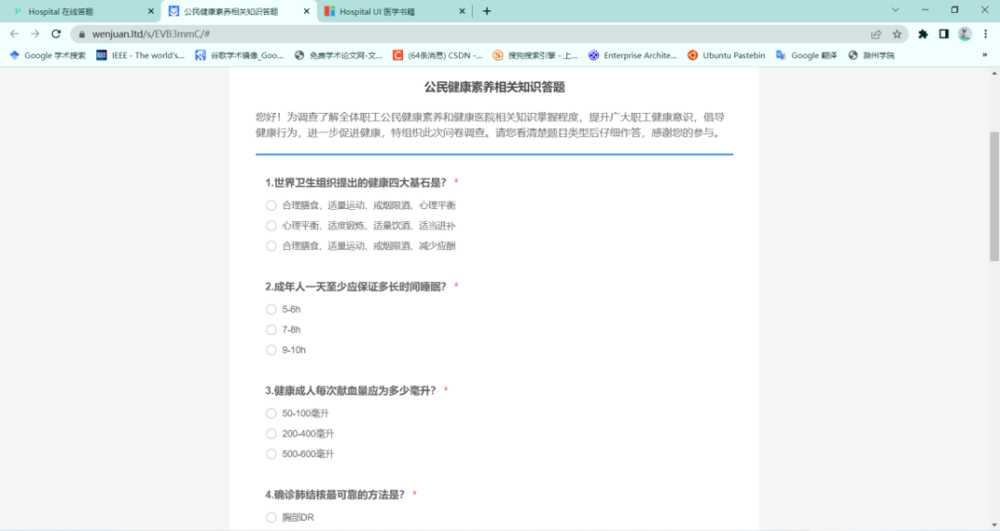 Hospital 在线答题
公民健康素养相关知识答题
Hospital UI 医学书籍
wenjuan.ltd/s/EVB3mmC/#
Google 学术搜索
IEEE - The world's...
谷歌学术镜像_Goo...
免费学术论文网-文...
(64条消息) CSDN -...
搜狗搜索引擎 - 上...
Enterprise Archite...
Ubuntu Pastebin
Google 翻译
滁州学院
»
公民健康素养相关知识答题
您好！为调查了解全体职工公民健康素养和健康医院相关知识掌握程度，提升广大职工健康意识，倡导
健康行为，进一步促进健康，特组织此次问卷调查。请您看清楚题目类型后仔细作答，感谢您的参与。
1.世界卫生组织提出的健康四大基石是? *
合理膳食、适量运动、戒烟限酒、心理平衡
心理平衡、适度锻炼、适量饮酒、适当进补
合理膳食、适量运动、戒烟限酒、减少应酬
2.成年人一天至少应保证多长时间睡眠? *
5-6h
7-8h
9-10h
3.健康成人每次献血量应为多少毫升? *
50-100毫升
200-400毫升
500-600毫升
4.确诊肺结核最可靠的方法是? *
胸部DR